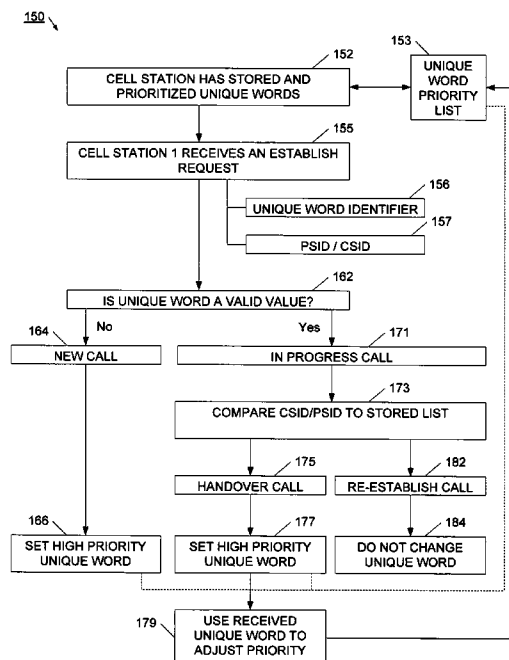 150
152
CELL STATION HAS STORED AND
PRIORITIZED UNIQUE WORDS
153
UNIQUE
WORD
PRIORITY
LIST
155
CELL STATION 1 RECEIVES AN ESTABLISH
REQUEST
156
UNIQUE WORD IDENTIFIER
157
PSID / CSID
162
IS UNIQUE WORD A VALID VALUE?
No
Yes
164
NEW CALL
171
IN PROGRESS CALL
173
COMPARE CSID/PSID TO STORED LIST
175
HANDOVER CALL
182
RE-ESTABLISH CALL
166
SET HIGH PRIORITY
UNIQUE WORD
177
SET HIGH PRIORITY
UNIQUE WORD
184
DO NOT CHANGE
UNIQUE WORD
179
USE RECEIVED
UNIQUE WORD TO
ADJUST PRIORITY